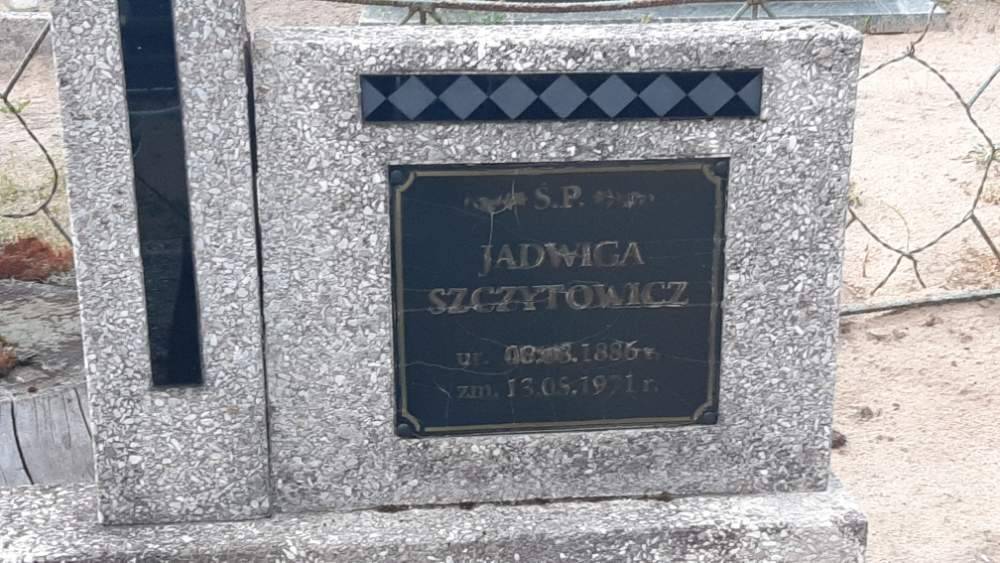 Ś.P.
JADWIGA
SZCZYTOWICZ
ur. 1886 r.
zm. 13.05.1971 r.